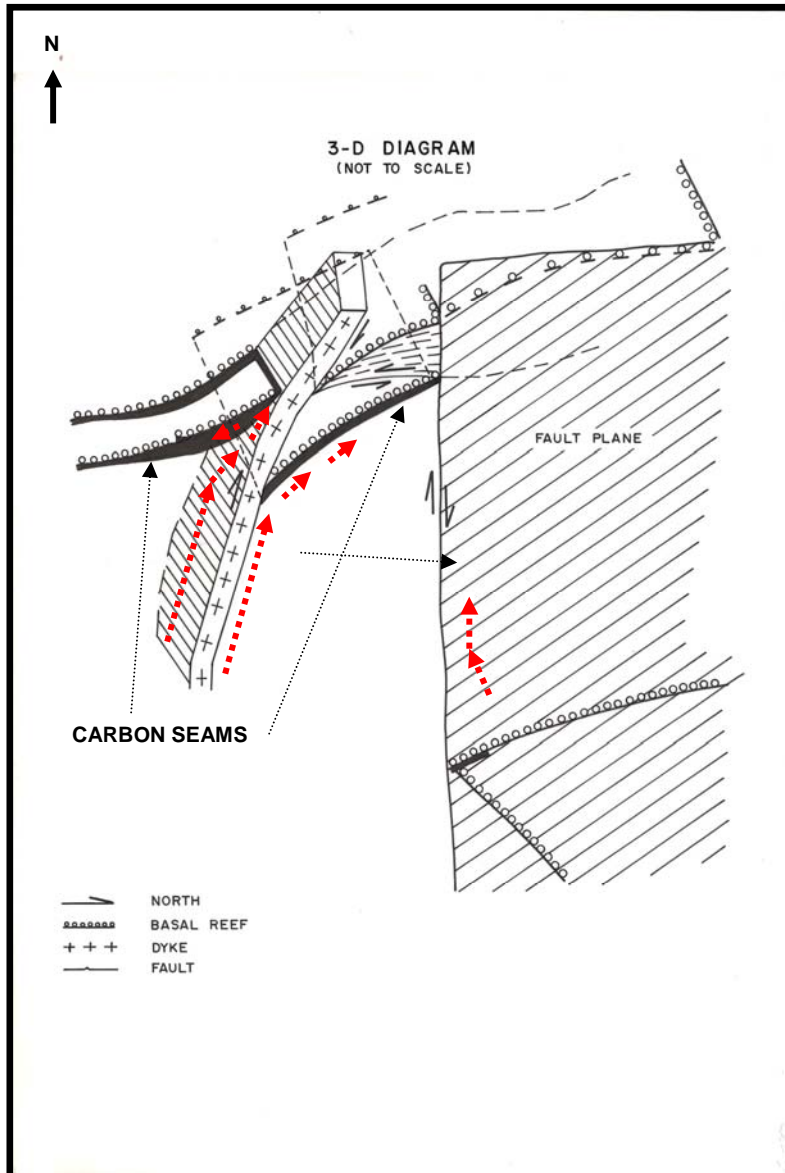 N
3-D DIAGRAM
(NOT TO SCALE)
FAULT PLANE
CARBON SEAMS
NORTH
BASAL REEF
+ + + DYKE
FAULT